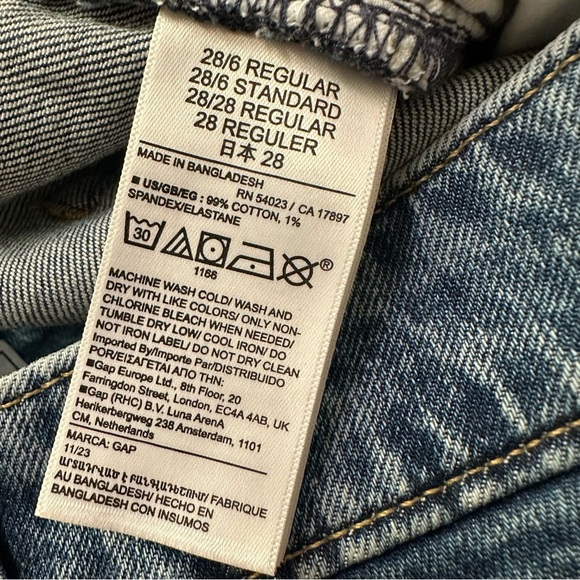 28/6 REGULAR
28/6 STANDARD
28/28 REGULAR
28 REGULER
日本 28
MADE IN BANGLADESH
RN 54023 / CA 17897
■ US/GB/EG : 99% COTTON, 1%
SPANDEX/ELASTANE
30
®
1166
MACHINE WASH COLD/ WASH AND
DRY WITH LIKE COLORS/ ONLY NON-
CHLORINE BLEACH WHEN NEEDED/
TUMBLE DRY LOW/ COOL IRON/ DO
NOT IRON LABEL/ DO NOT DRY CLEAN
Imported By/Importe Par/DISTRIBUIDO
POR/ΕΙΣΑΓΕΤΑΙ ΑΠΟ ΤΗΝ:
■Gap Europe Ltd., 8th Floor, 20
Farringdon Street, London, EC4A 4AB, UK
■Gap (RHC) B.V. Luna ArenA
Herikerbergweg 238 Amsterdam, 1101
CM, Netherlands
MARCA: GAP
11/23
FABRIQUE
AU BANGLADESH/ HECHO EN
BANGLADESH CON INSUMOS